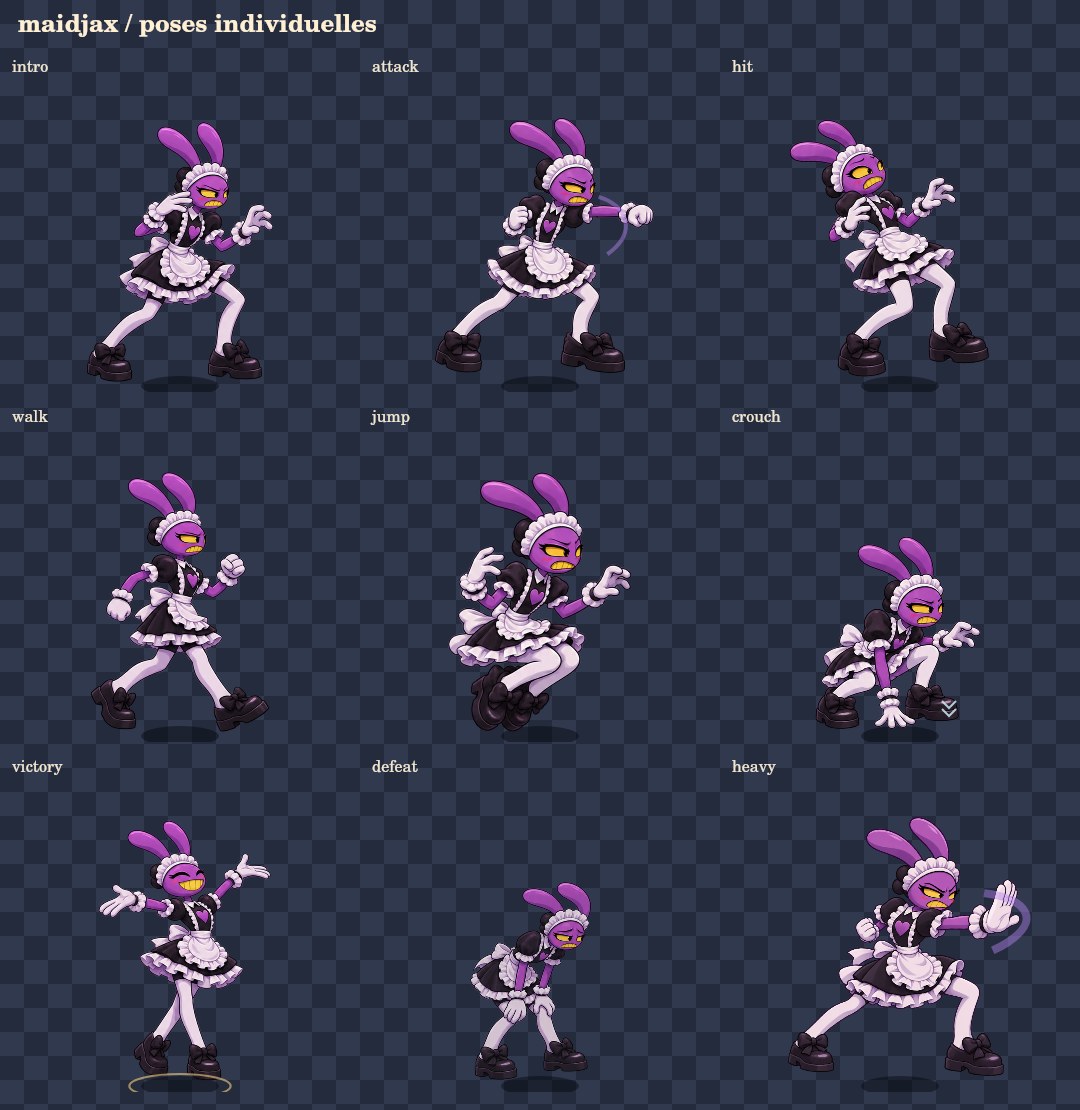 maidjax / poses individuelles
intro
attack
hit
walk
jump
crouch
victory
defeat
heavy